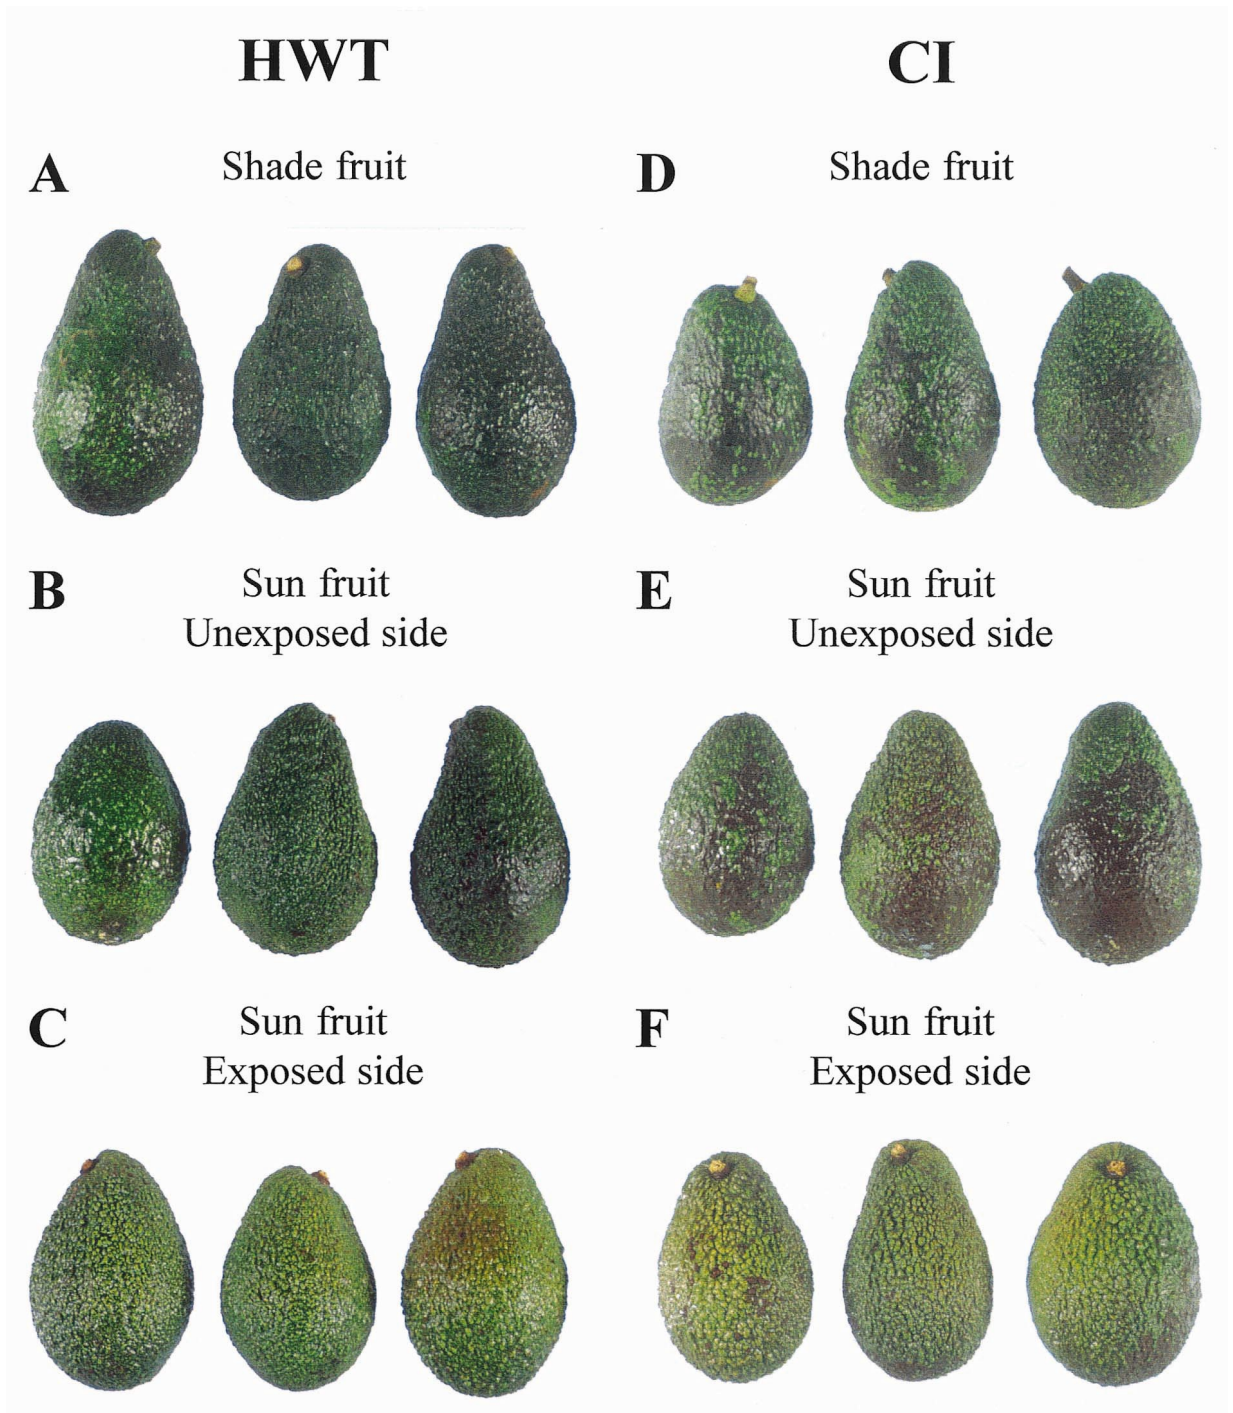 HWT
CI
A
Shade fruit
D
Shade fruit
B
Sun fruit
Unexposed side
E
Sun fruit
Unexposed side
C
Sun fruit
Exposed side
F
Sun fruit
Exposed side